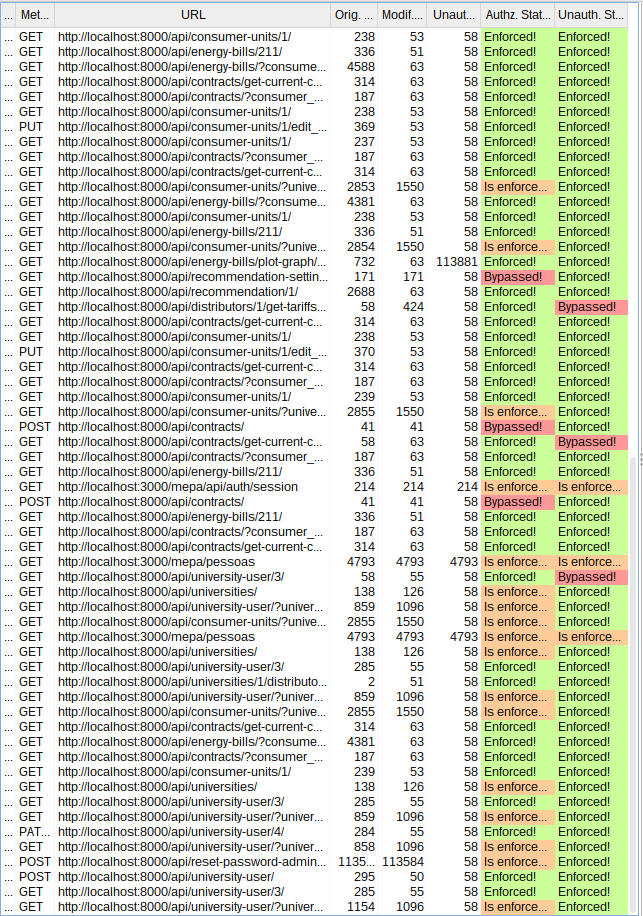 Met... URL Orig. ... Modif.... Unaut... Authz. Stat... Unauth. St...
... GET http://localhost:8000/api/consumer-units/1/ 238 53 58 Enforced! Enforced!
... GET http://localhost:8000/api/energy-bills/211/ 336 51 58 Enforced! Enforced!
... GET http://localhost:8000/api/energy-bills/?consume... 4588 63 58 Enforced! Enforced!
... GET http://localhost:8000/api/contracts/get-current-c... 314 63 58 Enforced! Enforced!
... GET http://localhost:8000/api/contracts/?consumer_... 187 63 58 Enforced! Enforced!
... GET http://localhost:8000/api/consumer-units/1/ 238 53 58 Enforced! Enforced!
... PUT http://localhost:8000/api/consumer-units/1/edit_... 369 53 58 Enforced! Enforced!
... GET http://localhost:8000/api/consumer-units/1/ 237 53 58 Enforced! Enforced!
... GET http://localhost:8000/api/contracts/?consumer_... 187 63 58 Enforced! Enforced!
... GET http://localhost:8000/api/contracts/get-current-c... 314 63 58 Enforced! Enforced!
... GET http://localhost:8000/api/consumer-units/?unive... 2853 1550 58 Is enforce... Enforced!
... GET http://localhost:8000/api/energy-bills/?consume... 4381 63 58 Enforced! Enforced!
... GET http://localhost:8000/api/consumer-units/1/ 238 53 58 Enforced! Enforced!
... GET http://localhost:8000/api/energy-bills/211/ 336 51 58 Enforced! Enforced!
... GET http://localhost:8000/api/consumer-units/?unive... 2854 1550 58 Is enforce... Enforced!
... GET http://localhost:8000/api/energy-bills/plot-graph/... 732 63 113881 Enforced! Enforced!
... GET http://localhost:8000/api/recommendation-settin... 171 171 58 Bypassed! Enforced!
... GET http://localhost:8000/api/recommendation/1/ 2688 63 58 Enforced! Enforced!
... GET http://localhost:8000/api/distributors/1/get-tariffs... 58 424 58 Enforced! Bypassed!
... GET http://localhost:8000/api/contracts/get-current-c... 314 63 58 Enforced! Enforced!
... GET http://localhost:8000/api/consumer-units/1/ 238 53 58 Enforced! Enforced!
... PUT http://localhost:8000/api/consumer-units/1/edit_... 370 53 58 Enforced! Enforced!
... GET http://localhost:8000/api/contracts/get-current-c... 314 63 58 Enforced! Enforced!
... GET http://localhost:8000/api/contracts/?consumer_... 187 63 58 Enforced! Enforced!
... GET http://localhost:8000/api/consumer-units/1/ 239 53 58 Enforced! Enforced!
... GET http://localhost:8000/api/consumer-units/?unive... 2855 1550 58 Is enforce... Enforced!
... POST http://localhost:8000/api/contracts/ 41 41 58 Bypassed! Enforced!
... GET http://localhost:8000/api/contracts/get-current-c... 58 63 58 Enforced! Bypassed!
... GET http://localhost:8000/api/contracts/?consumer_... 187 63 58 Enforced! Enforced!
... GET http://localhost:8000/api/energy-bills/211/ 336 51 58 Enforced! Enforced!
... GET http://localhost:3000/mepa/api/auth/session 214 214 214 Is enforce... Is enforce...
... POST http://localhost:8000/api/contracts/ 41 41 58 Bypassed! Enforced!
... GET http://localhost:8000/api/energy-bills/211/ 336 51 58 Enforced! Enforced!
... GET http://localhost:8000/api/contracts/?consumer_... 187 63 58 Enforced! Enforced!
... GET http://localhost:8000/api/contracts/get-current-c... 314 63 58 Enforced! Enforced!
... GET http://localhost:3000/mepa/pessoas 4793 4793 4793 Is enforce... Is enforce...
... GET http://localhost:8000/api/university-user/3/ 58 55 58 Enforced! Bypassed!
... GET http://localhost:8000/api/universities/ 138 126 58 Is enforce... Enforced!
... GET http://localhost:8000/api/university-user/?univer... 859 1096 58 Is enforce... Enforced!
... GET http://localhost:8000/api/consumer-units/?unive... 2855 1550 58 Is enforce... Enforced!
... GET http://localhost:3000/mepa/pessoas 4793 4793 4793 Is enforce... Is enforce...
... GET http://localhost:8000/api/universities/ 138 126 58 Is enforce... Enforced!
... GET http://localhost:8000/api/university-user/3/ 285 55 58 Enforced! Enforced!
... GET http://localhost:8000/api/universities/1/distributo... 2 51 58 Enforced! Enforced!
... GET http://localhost:8000/api/university-user/?univer... 859 1096 58 Is enforce... Enforced!
... GET http://localhost:8000/api/consumer-units/?unive... 2855 1550 58 Is enforce... Enforced!
... GET http://localhost:8000/api/contracts/get-current-c... 314 63 58 Enforced! Enforced!
... GET http://localhost:8000/api/energy-bills/?consume... 4381 63 58 Enforced! Enforced!
... GET http://localhost:8000/api/contracts/?consumer_... 187 63 58 Enforced! Enforced!
... GET http://localhost:8000/api/consumer-units/1/ 239 53 58 Enforced! Enforced!
... GET http://localhost:8000/api/universities/ 138 126 58 Is enforce... Enforced!
... GET http://localhost:8000/api/university-user/3/ 285 55 58 Enforced! Enforced!
... GET http://localhost:8000/api/university-user/?univer... 859 1096 58 Is enforce... Enforced!
... PAT... http://localhost:8000/api/university-user/4/ 284 55 58 Enforced! Enforced!
... GET http://localhost:8000/api/university-user/?univer... 858 1096 58 Is enforce... Enforced!
... POST http://localhost:8000/api/reset-password-admin... 1135... 113584 58 Is enforce... Enforced!
... POST http://localhost:8000/api/university-user/ 295 50 58 Enforced! Enforced!
... GET http://localhost:8000/api/university-user/3/ 285 55 58 Enforced! Enforced!
... GET http://localhost:8000/api/university-user/?univer... 1154 1096 58 Is enforce... Enforced!